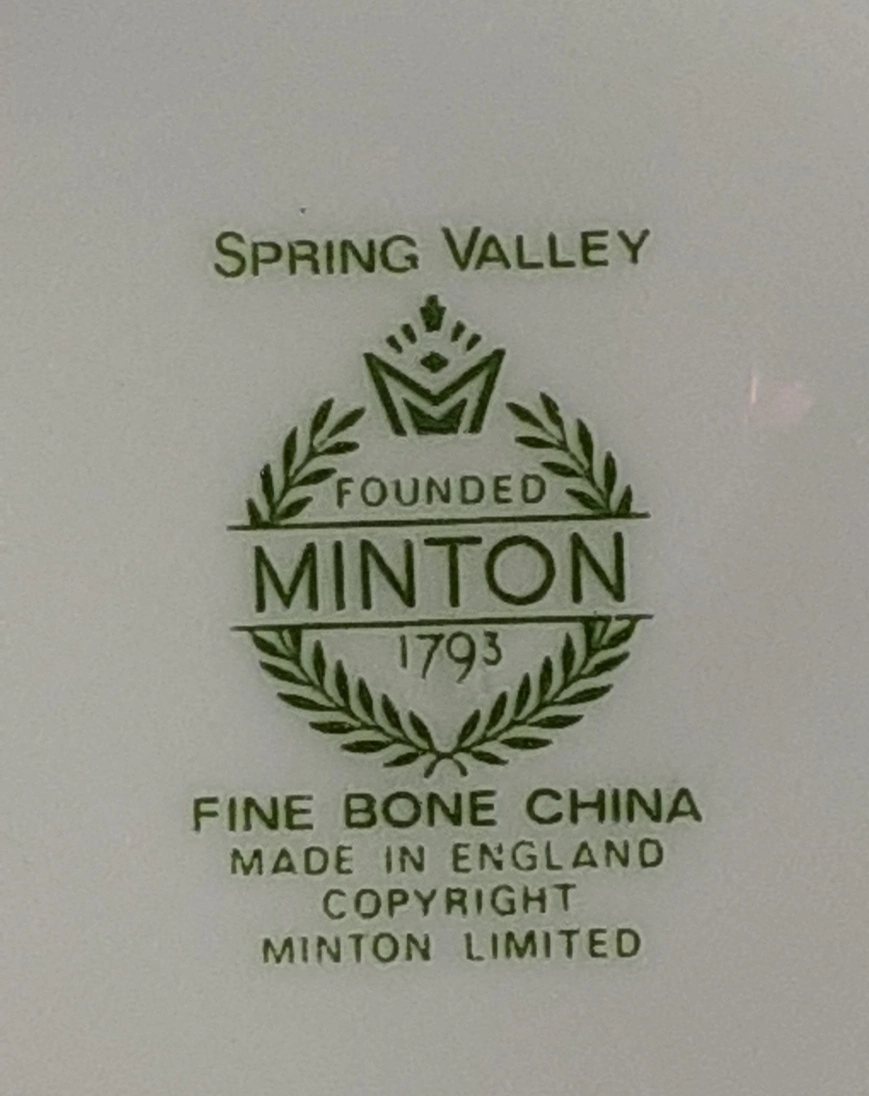 SPRING VALLEY
FOUNDED
MINTON
1793
FINE BONE CHINA
MADE IN ENGLAND
COPYRIGHT
MINTON LIMITED